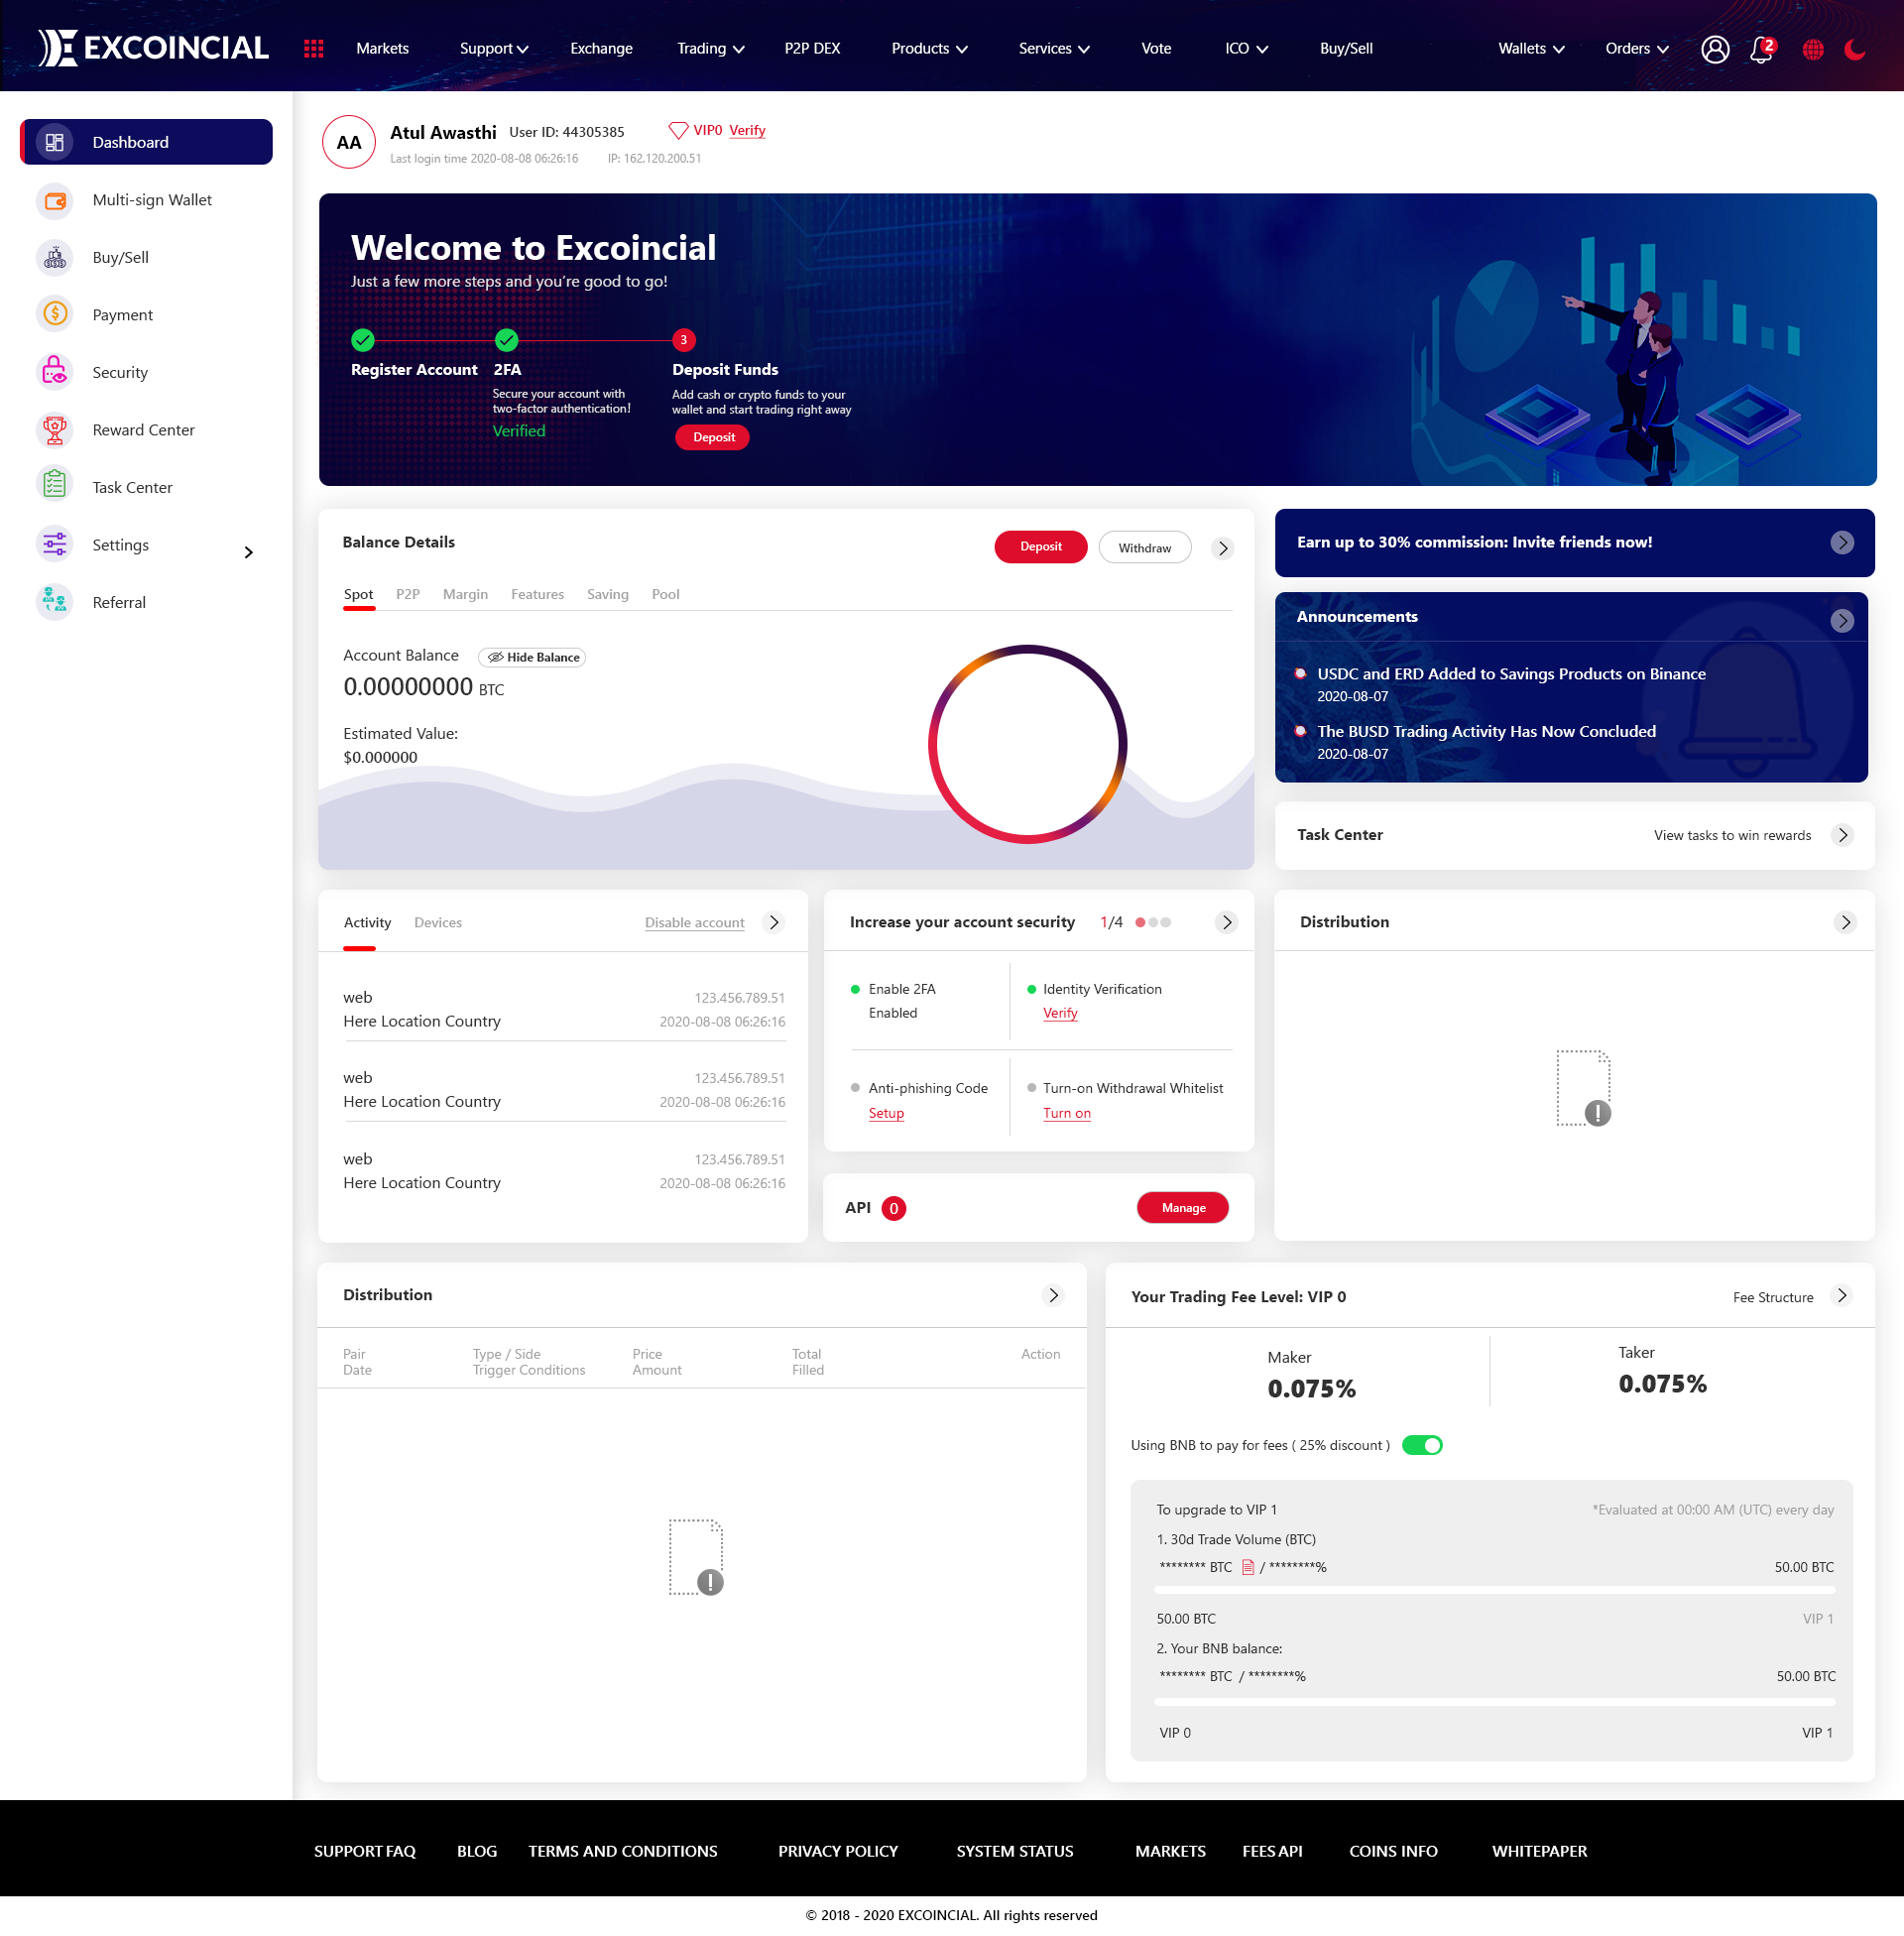 EXCOINCIAL
Markets Support Exchange Trading P2P DEX Products Services Vote ICO Buy/Sell Wallets Orders 2
Dashboard
Multi-sign Wallet
Buy/Sell
Payment
Security
Reward Center
Task Center
Settings
Referral
AA
Atul Awasthi User ID: 44305385 VIP0 Verify
Last login time 2020-08-08 06:26:16 IP: 162.120.200.51
Welcome to Excoincial
Just a few more steps and you're good to go!
3
Register Account 2FA Deposit Funds
Secure your account with
two-factor authentication!
Verified
Add cash or crypto funds to your
wallet and start trading right away
Deposit
Balance Details Deposit Withdraw
Spot P2P Margin Features Saving Pool
Account Balance Hide Balance
0.00000000 BTC
Estimated Value:
$0.000000
Earn up to 30% commission: Invite friends now!
Announcements
USDC and ERD Added to Savings Products on Binance
2020-08-07
The BUSD Trading Activity Has Now Concluded
2020-08-07
Task Center View tasks to win rewards
Activity Devices Disable account
web 123.456.789.51
Here Location Country 2020-08-08 06:26:16
web 123.456.789.51
Here Location Country 2020-08-08 06:26:16
web 123.456.789.51
Here Location Country 2020-08-08 06:26:16
Increase your account security 1/4
Enable 2FA
Enabled
Identity Verification
Verify
Anti-phishing Code
Setup
Turn-on Withdrawal Whitelist
Turn on
API 0 Manage
Distribution
Distribution
Pair Type / Side Price Total Action
Date Trigger Conditions Amount Filled
Your Trading Fee Level: VIP 0 Fee Structure
Maker
0.075%
Taker
0.075%
Using BNB to pay for fees ( 25% discount )
To upgrade to VIP 1 *Evaluated at 00:00 AM (UTC) every day
1. 30d Trade Volume (BTC)
******** BTC / ********% 50.00 BTC
50.00 BTC VIP 1
2. Your BNB balance:
******** BTC / ********% 50.00 BTC
VIP 0 VIP 1
SUPPORT FAQ BLOG TERMS AND CONDITIONS PRIVACY POLICY SYSTEM STATUS MARKETS FEES API COINS INFO WHITEPAPER
© 2018 - 2020 EXCOINCIAL. All rights reserved